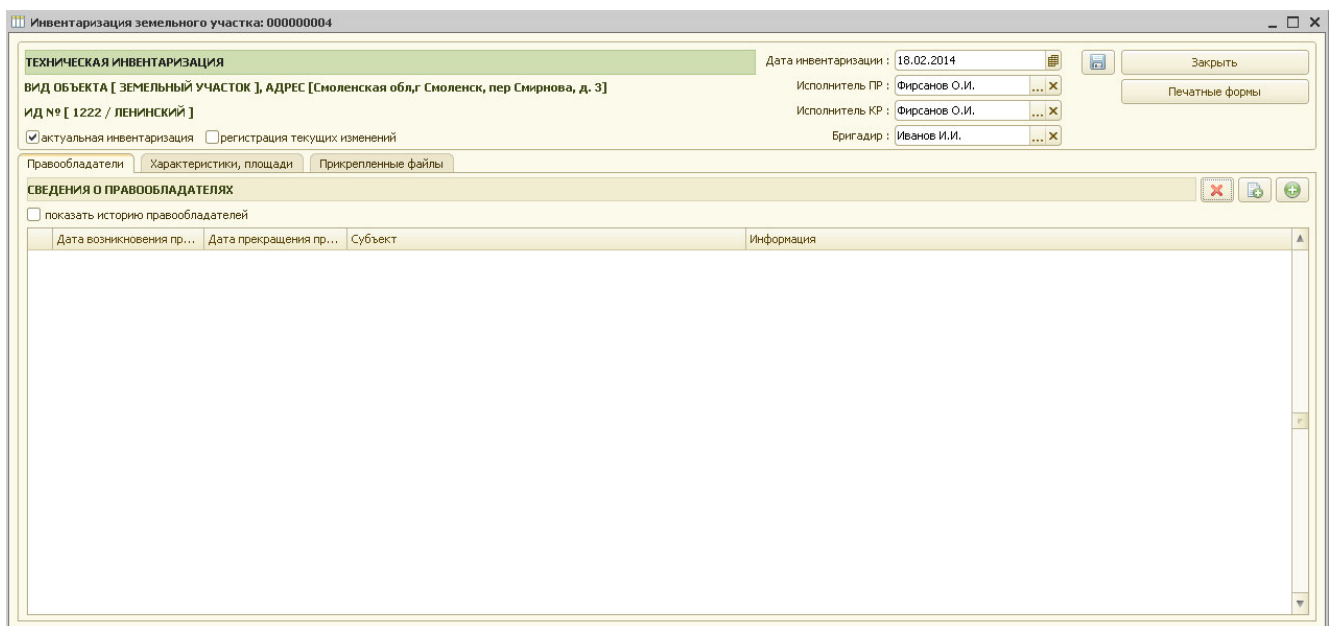 Инвентаризация земельного участка: 000000004
ТЕХНИЧЕСКАЯ ИНВЕНТАРИЗАЦИЯ
Дата инвентаризации : 18.02.2014
Закрыть
ВИД ОБЪЕКТА [ ЗЕМЕЛЬНЫЙ УЧАСТОК ], АДРЕС [Смоленская обл,г Смоленск, пер Смирнова, д. 3]
Исполнитель ПР : Фирсанов О.И. ...
Печатные формы
ИД № [ 1222 / ЛЕНИНСКИЙ ]
Исполнитель КР : Фирсанов О.И. ...
актуальная инвентаризация регистрация текущих изменений
Бригадир : Иванов И.И. ...
Правообладатели Характеристики, площади Прикрепленные файлы
СВЕДЕНИЯ О ПРАВООБЛАДАТЕЛЯХ
показать историю правообладателей
Дата возникновения пр... Дата прекращения пр... Субъект Информация